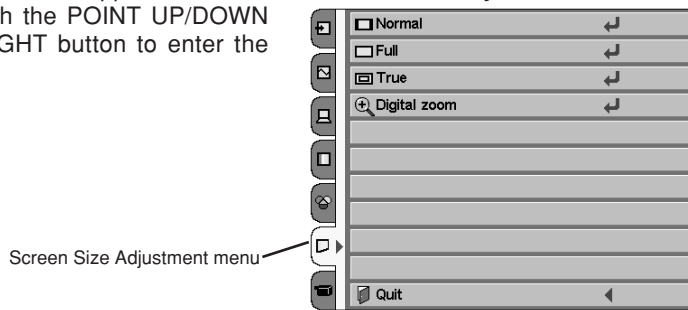 h the POINT UP/DOWN
GHT button to enter the
Normal
Full
True
Digital zoom
Quit
Screen Size Adjustment menu